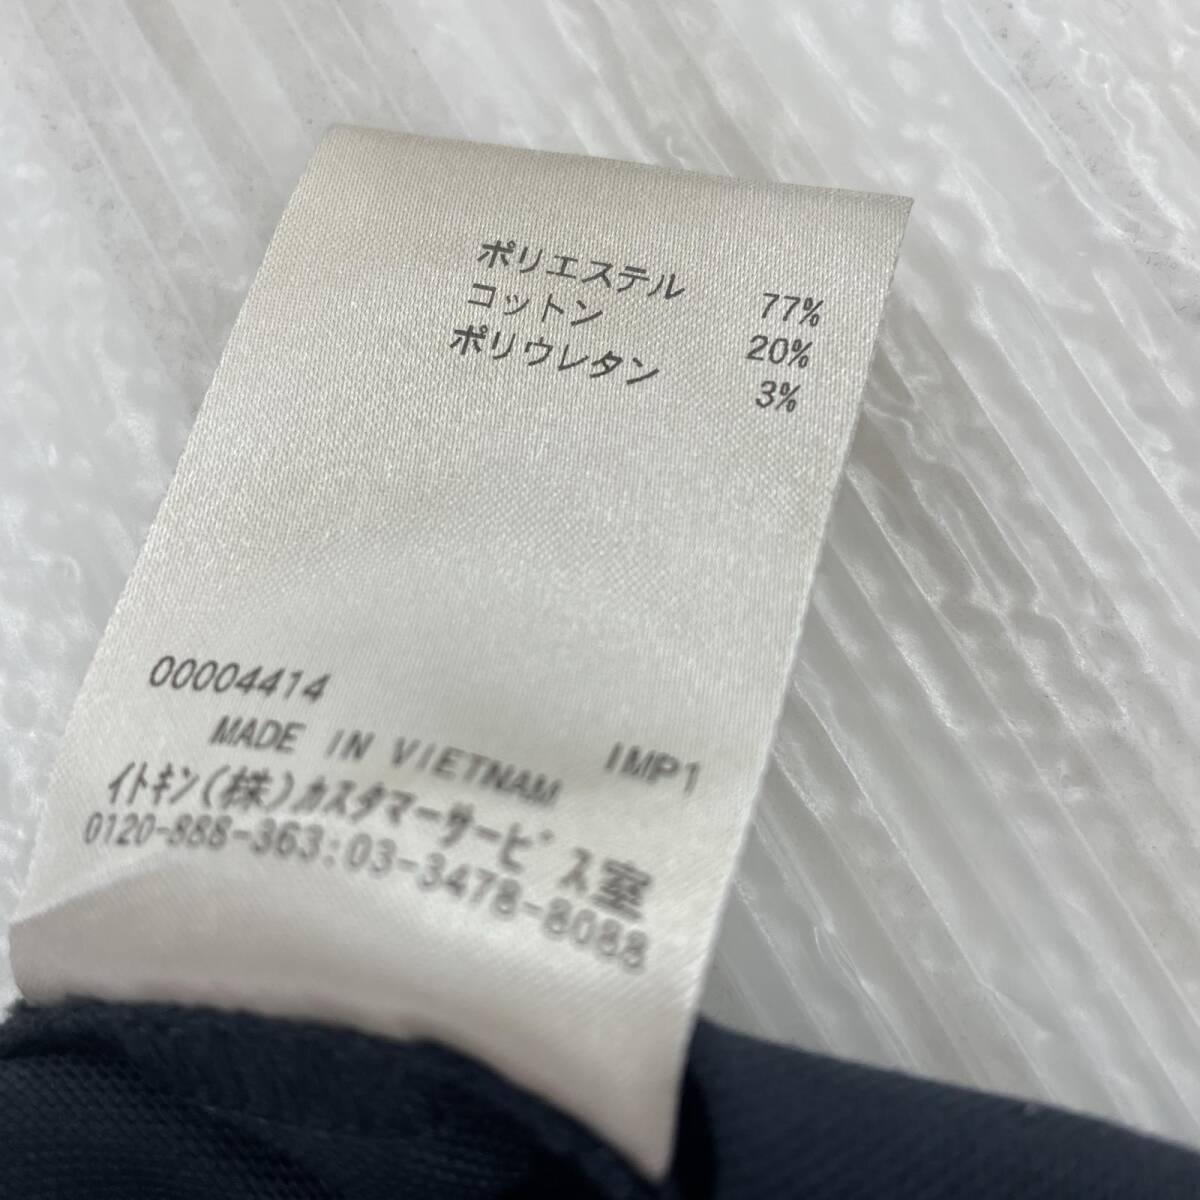 ポリエステル 77%
コットン 20%
ポリウレタン 3%
00004414
MADE IN VIETNAM IMP1
ｲﾄｷﾝ(株)ｶｽﾀﾏｰｻｰﾋﾞｽ室
0120-888-363:03-3478-8088